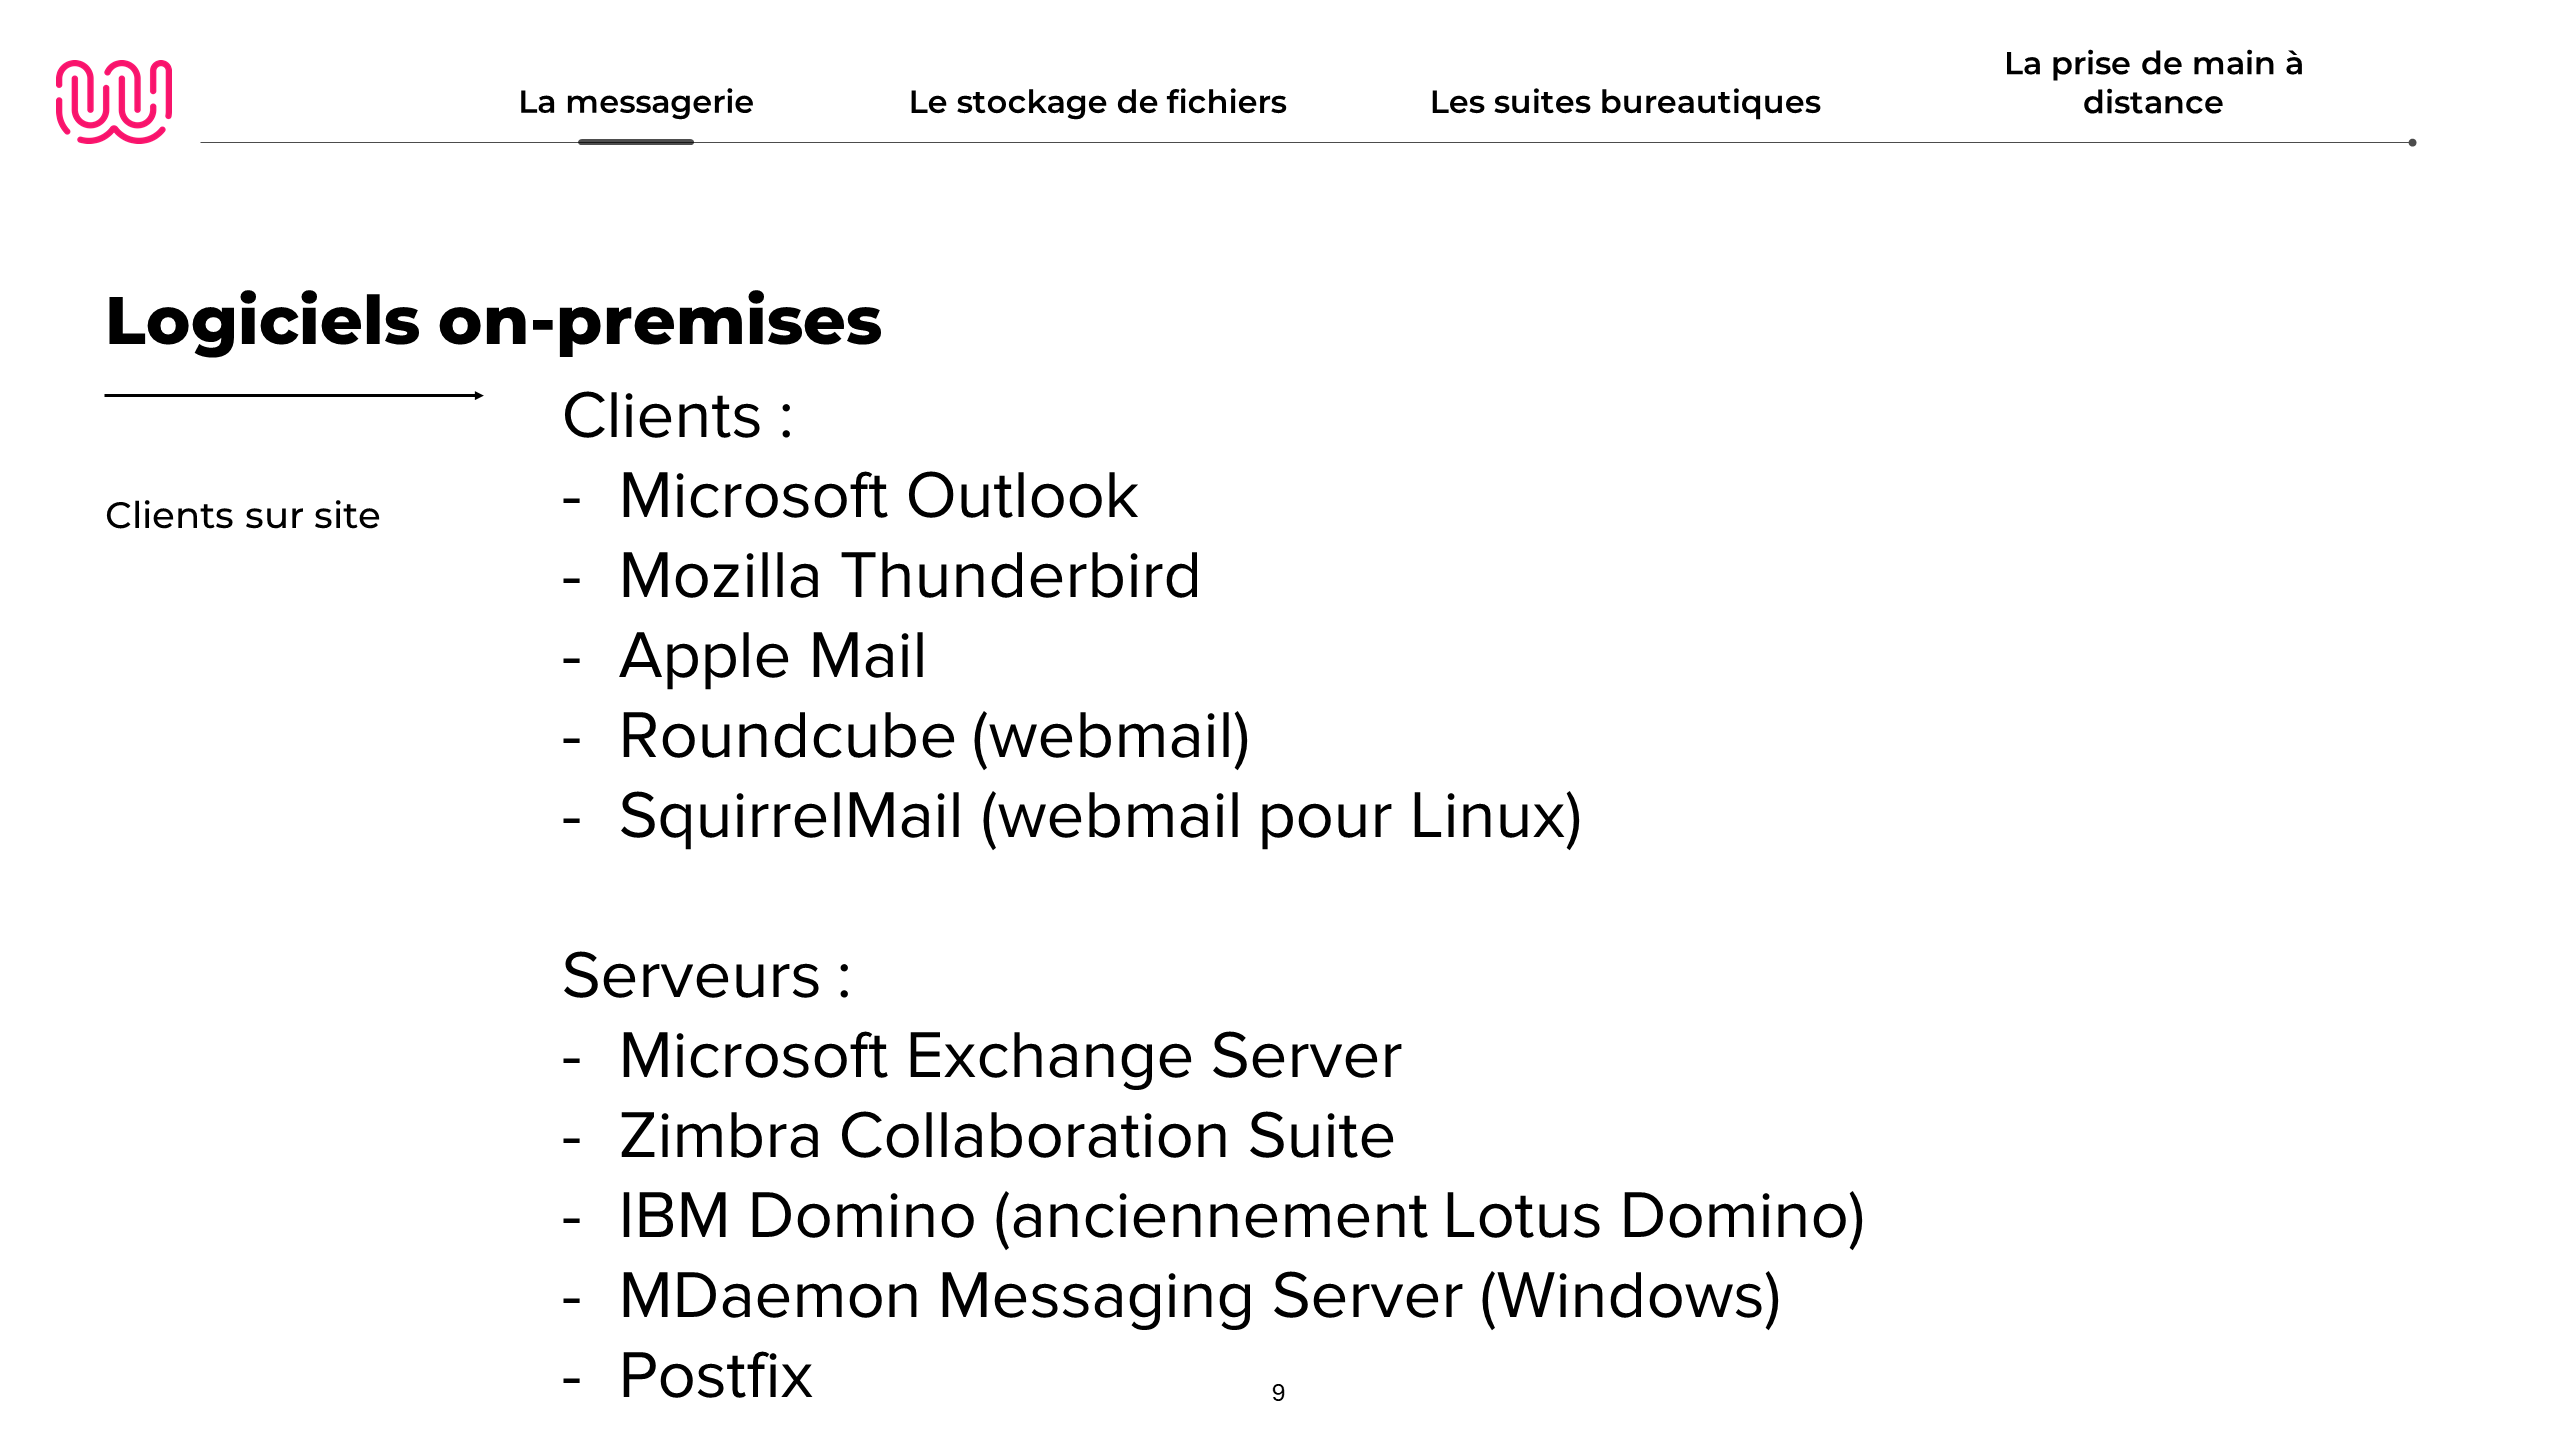 La messagerie
Le stockage de fichiers
Les suites bureautiques
La prise de main à
distance
Logiciels on-premises
Clients sur site
Clients :
- Microsoft Outlook
- Mozilla Thunderbird
- Apple Mail
- Roundcube (webmail)
- SquirrelMail (webmail pour Linux)
Serveurs :
- Microsoft Exchange Server
- Zimbra Collaboration Suite
- IBM Domino (anciennement Lotus Domino)
- MDaemon Messaging Server (Windows)
- Postfix
9